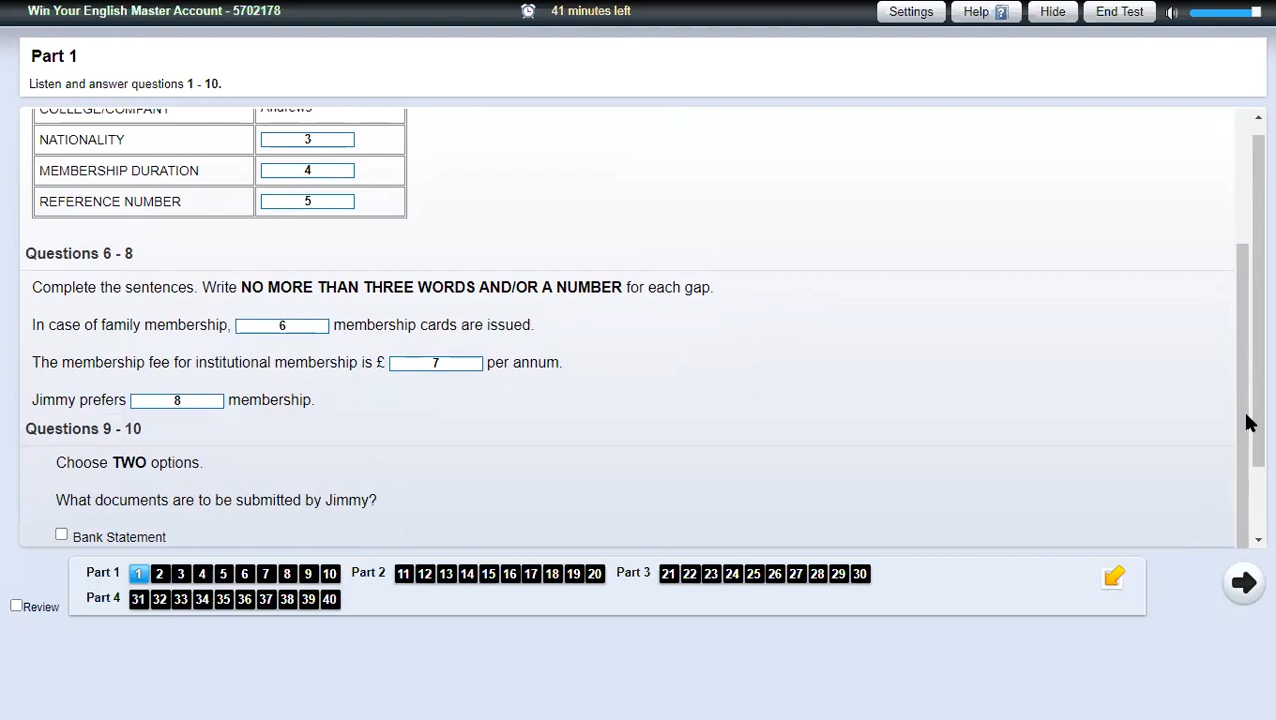 Win Your English Master Account - 5702178
41 minutes left
Settings
Help ?
Hide
End Test
Part 1
Listen and answer questions 1 - 10.
COLLEGE/COMPANY Andrews
NATIONALITY 3
MEMBERSHIP DURATION 4
REFERENCE NUMBER 5
Questions 6 - 8
Complete the sentences. Write NO MORE THAN THREE WORDS AND/OR A NUMBER for each gap.
In case of family membership, 6 membership cards are issued.
The membership fee for institutional membership is £ 7 per annum.
Jimmy prefers 8 membership.
Questions 9 - 10
Choose TWO options.
What documents are to be submitted by Jimmy?
Bank Statement
Part 1 1 2 3 4 5 6 7 8 9 10 Part 2 11 12 13 14 15 16 17 18 19 20 Part 3 21 22 23 24 25 26 27 28 29 30
Part 4 31 32 33 34 35 36 37 38 39 40
Review